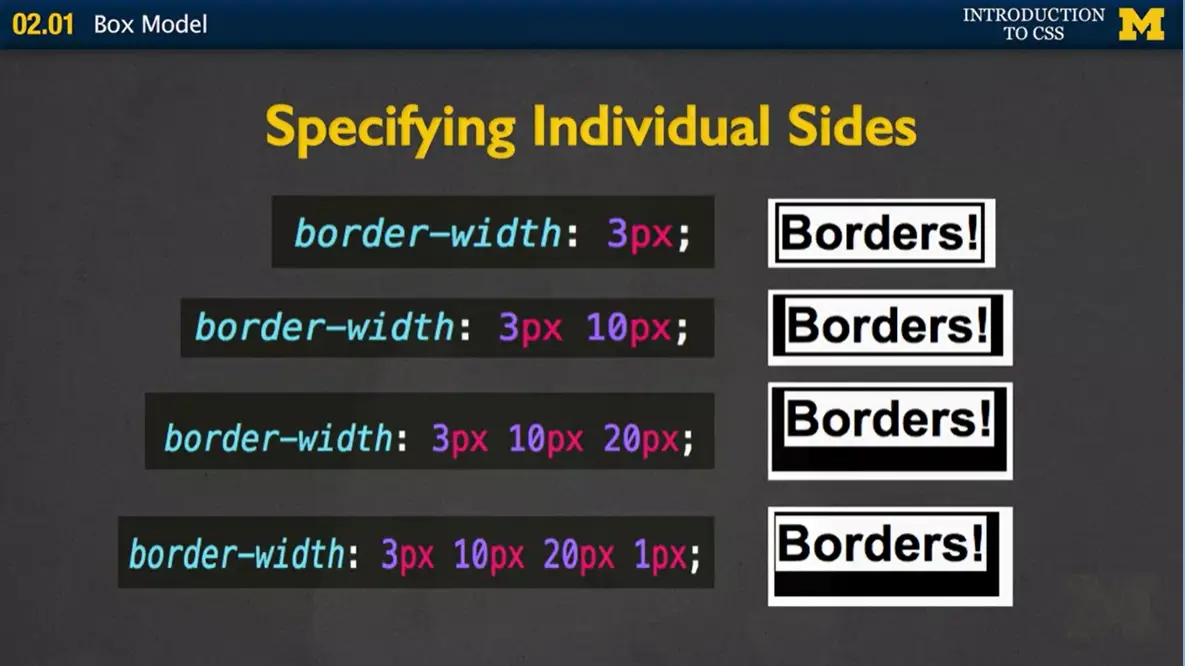 02.01 Box Model
INTRODUCTION
TO CSS
M
Specifying Individual Sides
border-width: 3px;
Borders!
border-width: 3px 10px;
Borders!
border-width: 3px 10px 20px;
Borders!
border-width: 3px 10px 20px 1px;
Borders!
M